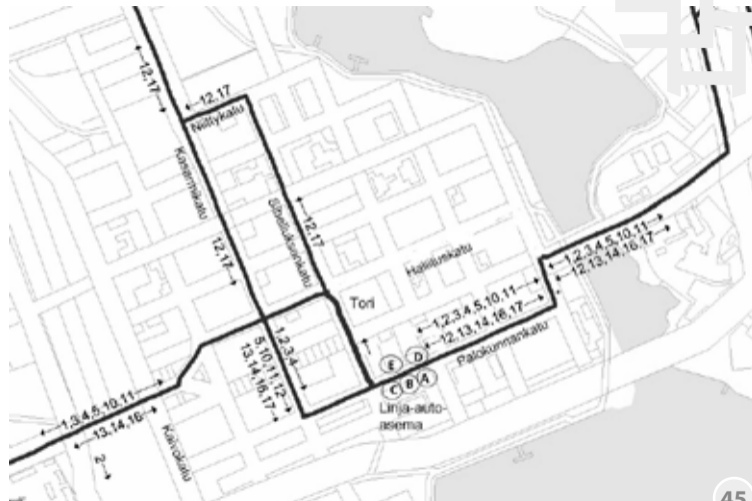 12,17
12,17
Niittykatu
Kasarmikatu
Sibeliuksenkatu
12,17
12,17
Hallituskatu
Tori
1,2,3,4,5,10,11
12,13,14,16,17
1,2,3,4,5,10,11
12,13,14,16,17
Palokunnankatu
1,2,3,4
5,10,11,12
13,14,16,17
E
D
C
B
A
Linja-auto-
asema
1,3,4,5,10,11
13,14,16
2
Kaivokatu
45